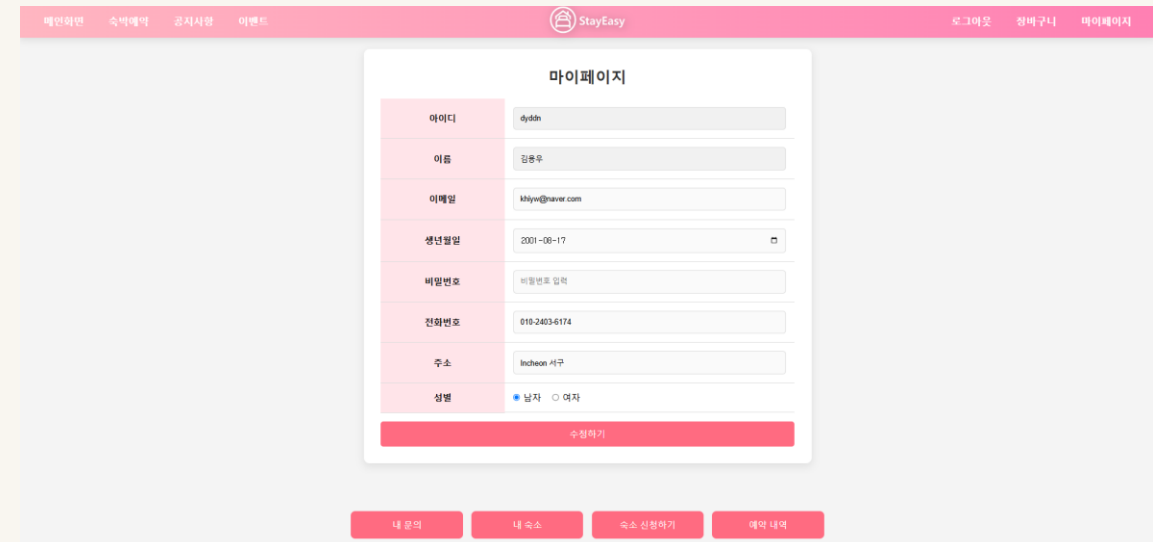 메인화면 숙박예약 공지사항 이벤트 StayEasy 로그아웃 장바구니 마이페이지
마이페이지
아이디 dyddn
이름 김용우
이메일 khlyw@naver.com
생년월일 2001-08-17
비밀번호 비밀번호 입력
전화번호 010-2403-6174
주소 Incheon 서구
성별 남자 여자
수정하기
내 문의 내 숙소 숙소 신청하기 예약 내역